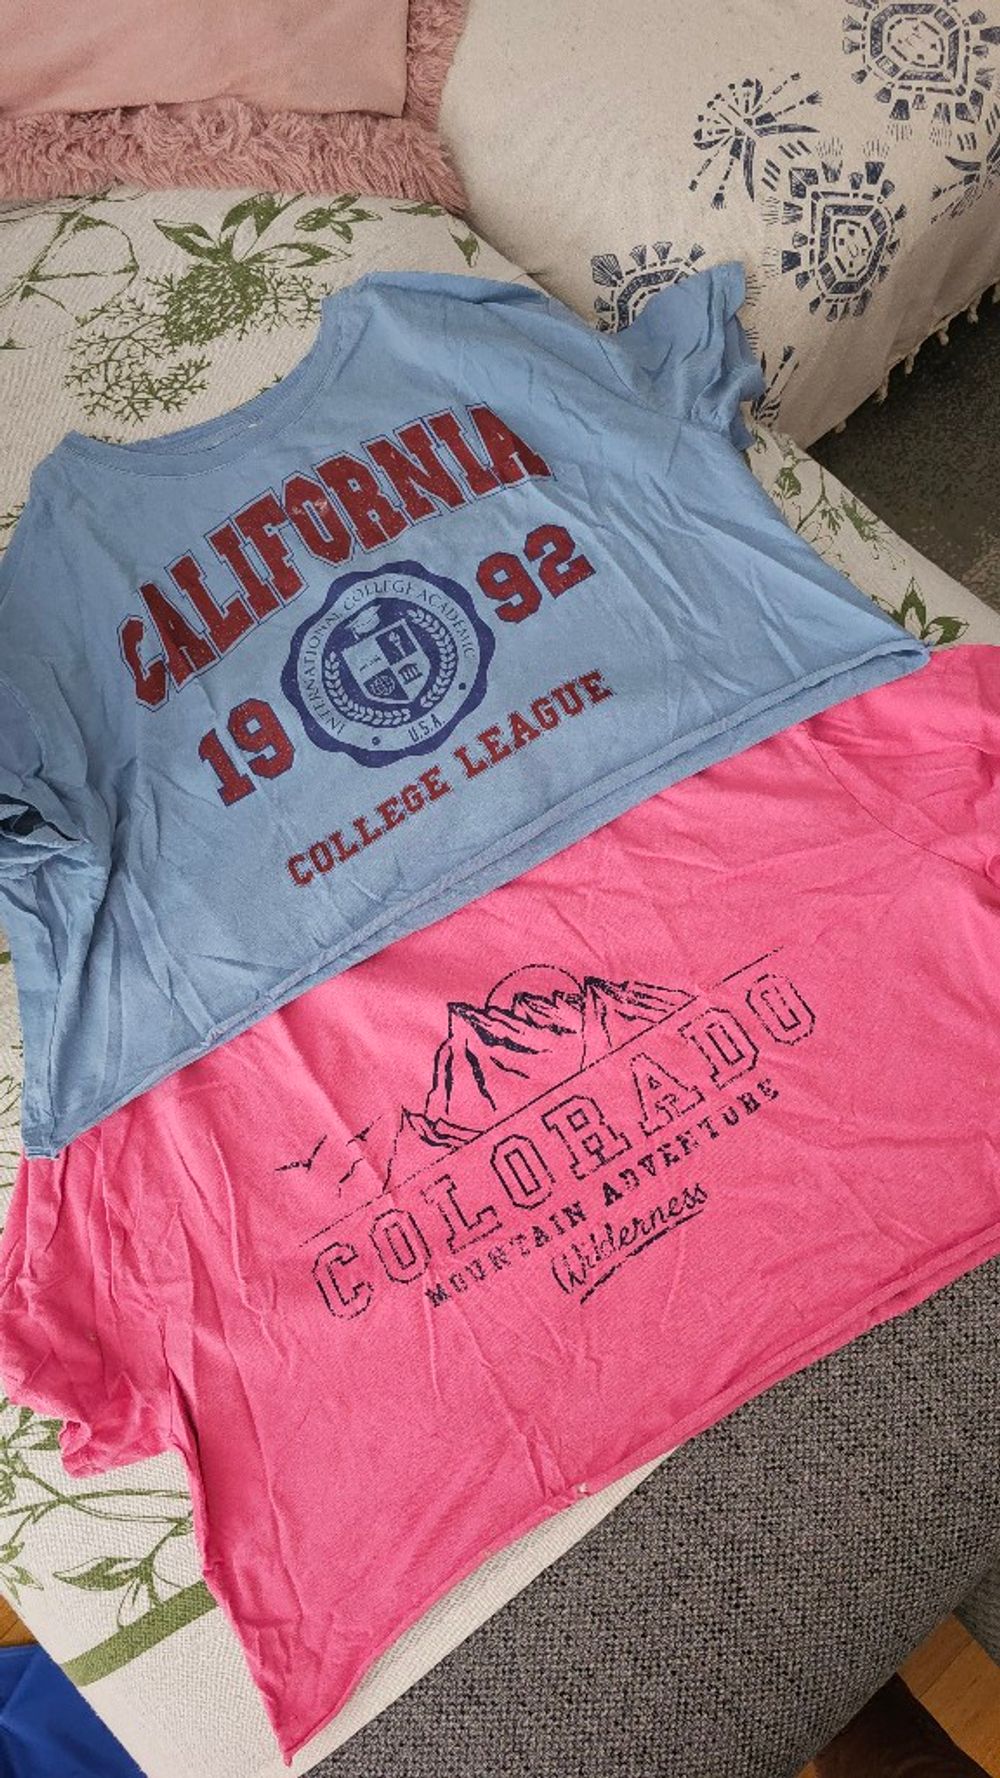 CALIFORNIA
19 92
INTERNATIONAL COLLEGE ACADEMIC
U.S.A
COLLEGE LEAGUE
COLORADO
MOUNTAIN ADVENTURE
Wilderness